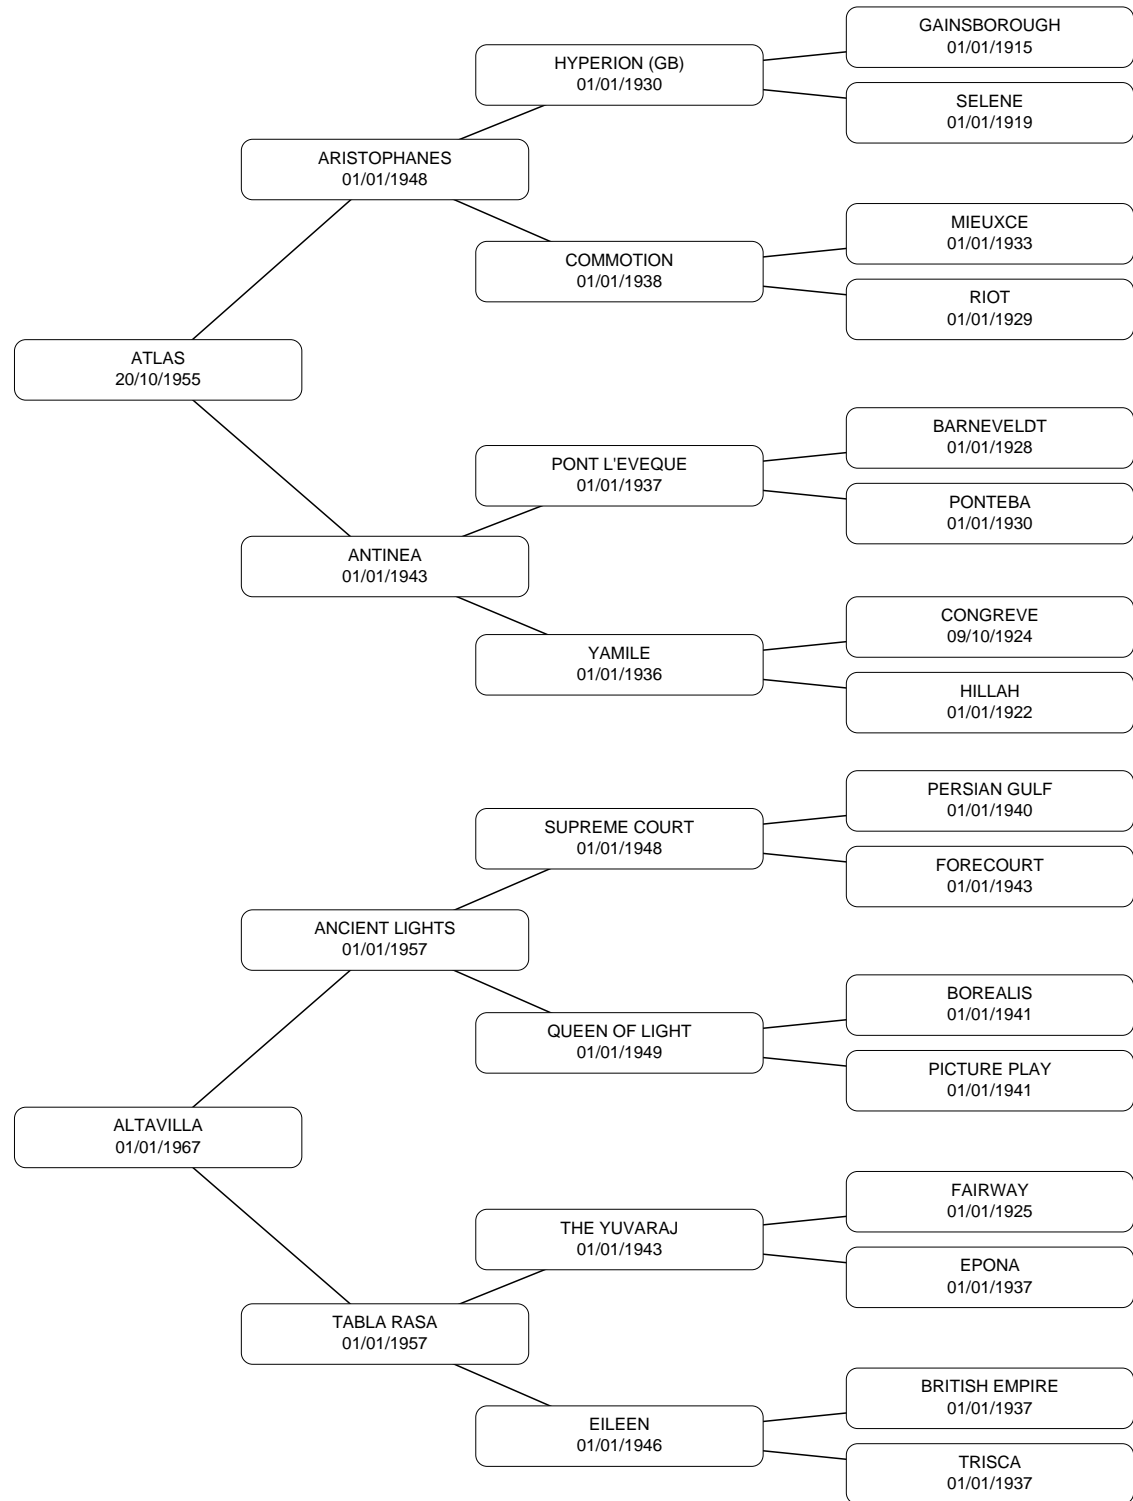 GAINSBOROUGH
01/01/1915
HYPERION (GB)
01/01/1930
SELENE
01/01/1919
ARISTOPHANES
01/01/1948
MIEUXCE
01/01/1933
COMMOTION
01/01/1938
RIOT
01/01/1929
ATLAS
20/10/1955
BARNEVELDT
01/01/1928
PONT L'EVEQUE
01/01/1937
PONTEBA
01/01/1930
ANTINEA
01/01/1943
CONGREVE
09/10/1924
YAMILE
01/01/1936
HILLAH
01/01/1922
PERSIAN GULF
01/01/1940
SUPREME COURT
01/01/1948
FORECOURT
01/01/1943
ANCIENT LIGHTS
01/01/1957
BOREALIS
01/01/1941
QUEEN OF LIGHT
01/01/1949
PICTURE PLAY
01/01/1941
ALTAVILLA
01/01/1967
FAIRWAY
01/01/1925
THE YUVARAJ
01/01/1943
EPONA
01/01/1937
TABLA RASA
01/01/1957
BRITISH EMPIRE
01/01/1937
EILEEN
01/01/1946
TRISCA
01/01/1937